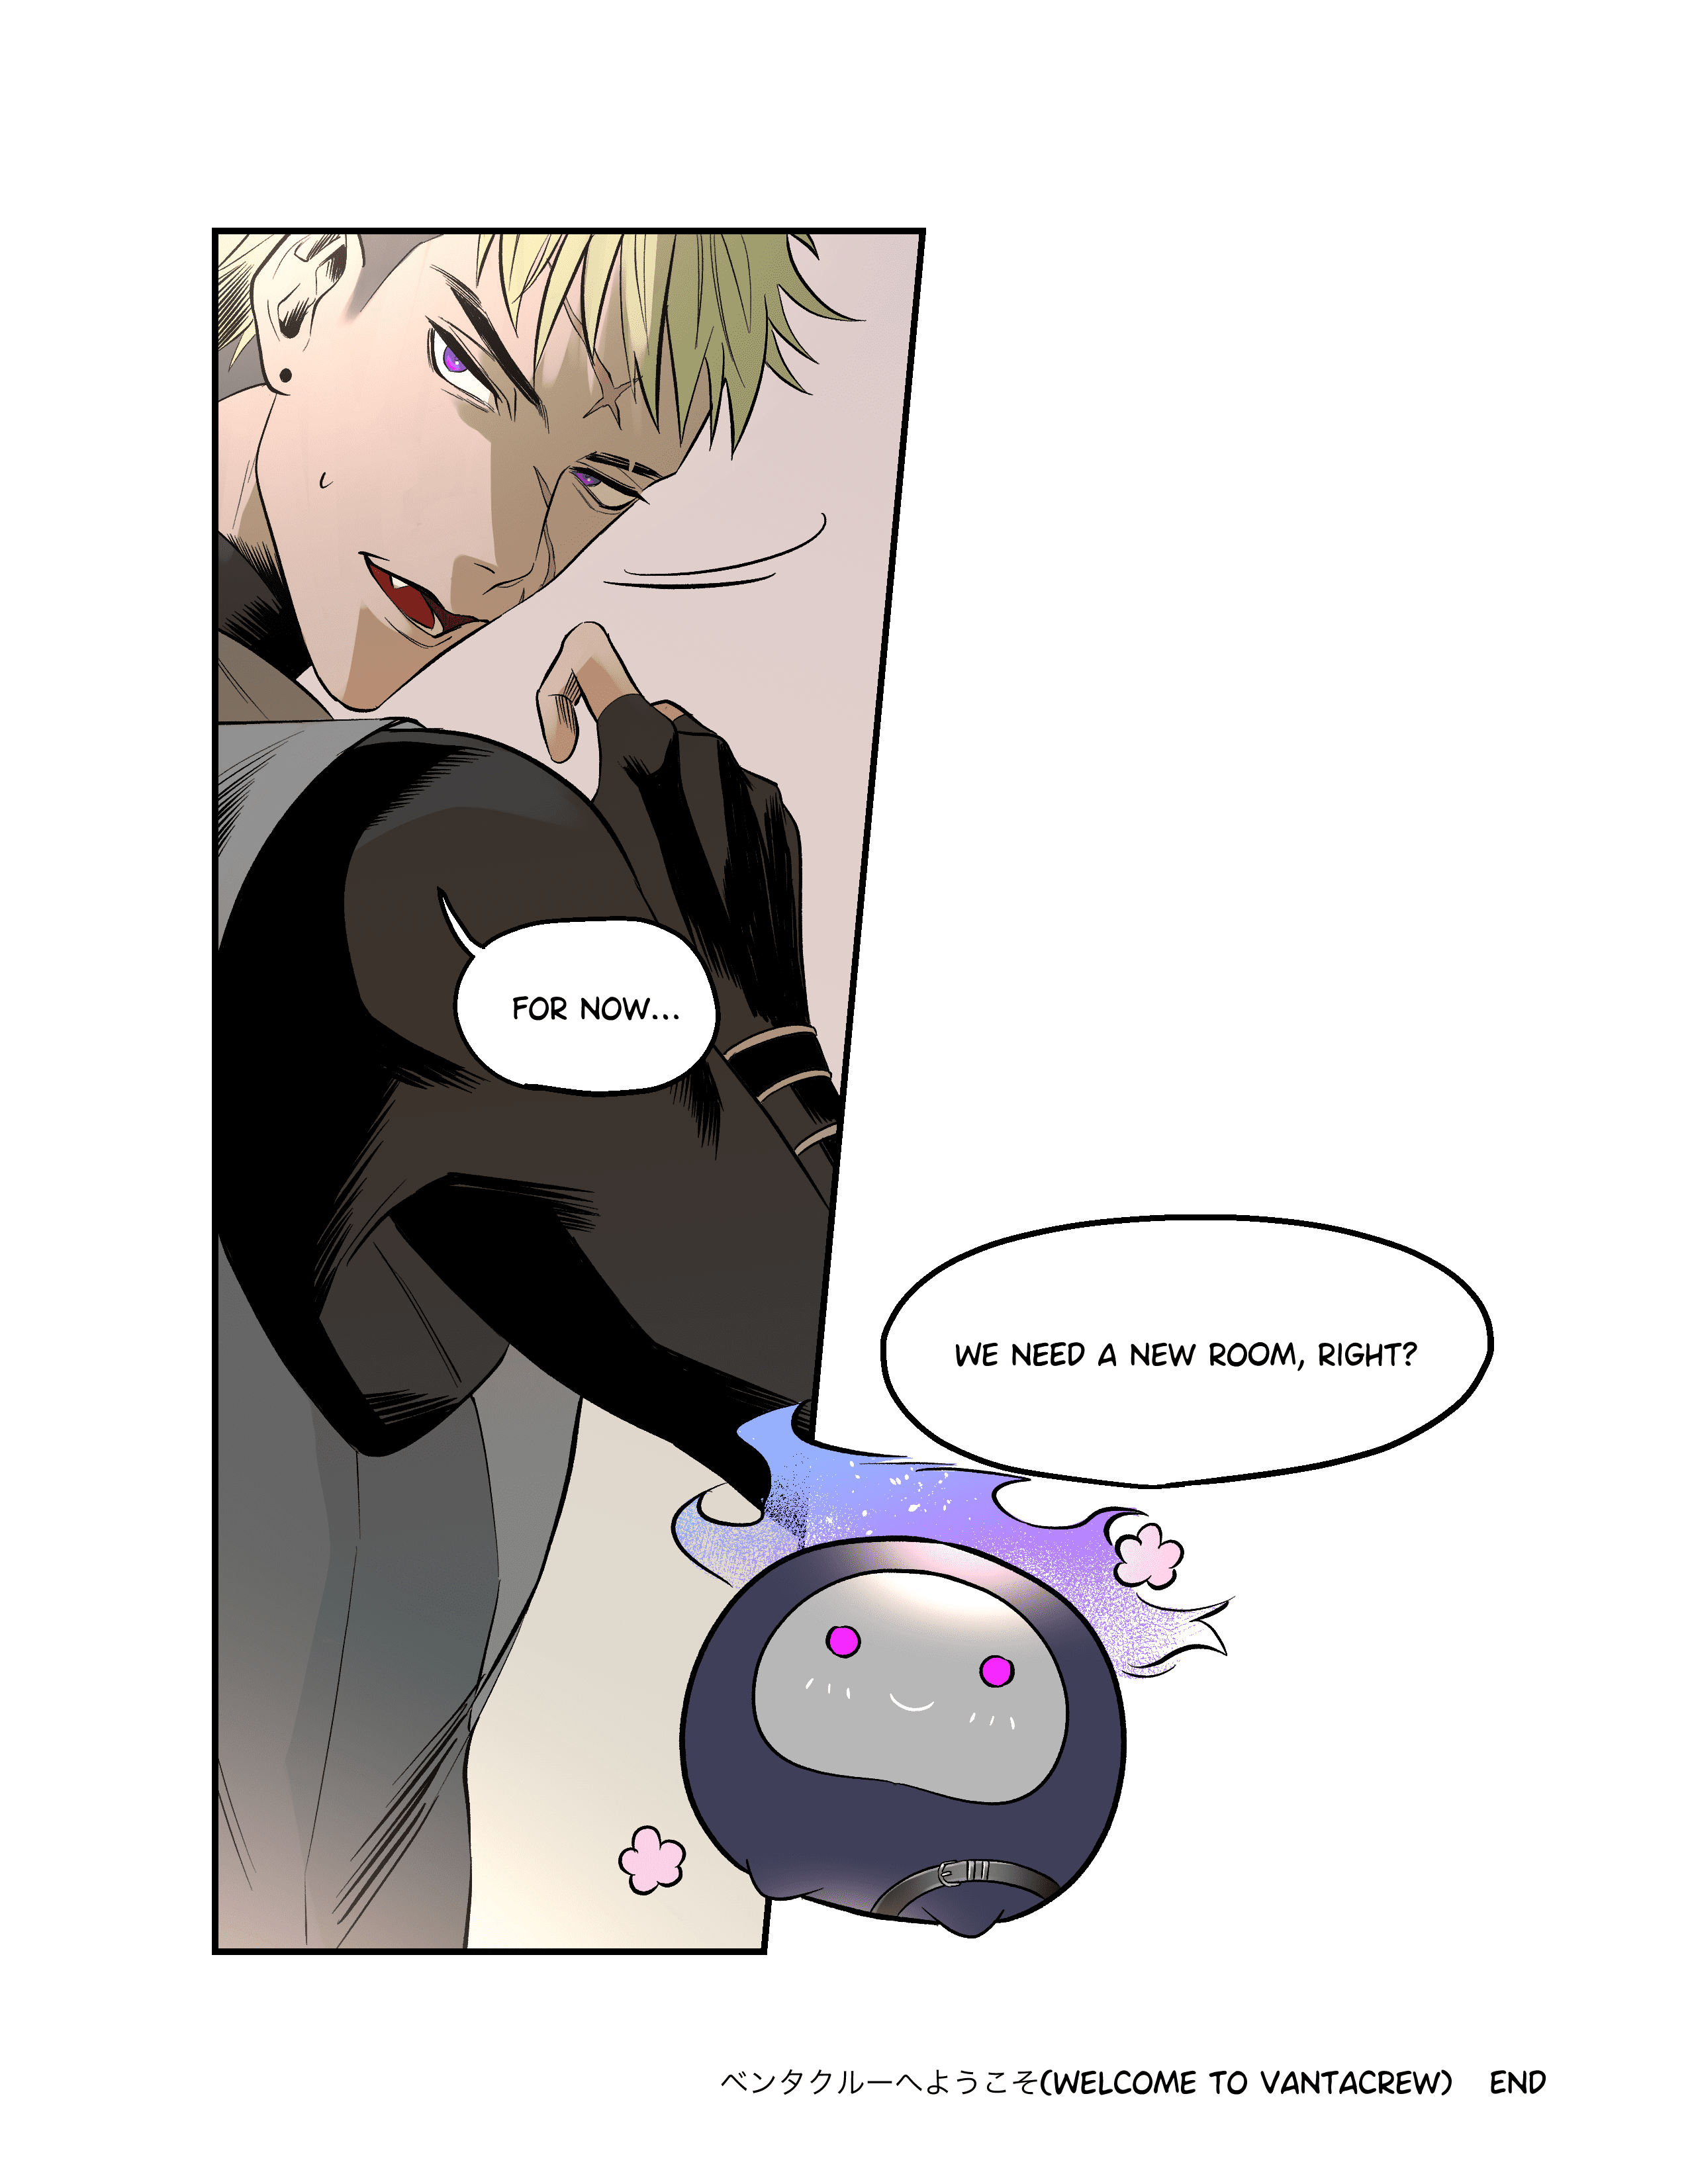 FOR NOW...
WE NEED A NEW ROOM, RIGHT?
ベンタクルーへようこそ(WELCOME TO VANTACREW) END